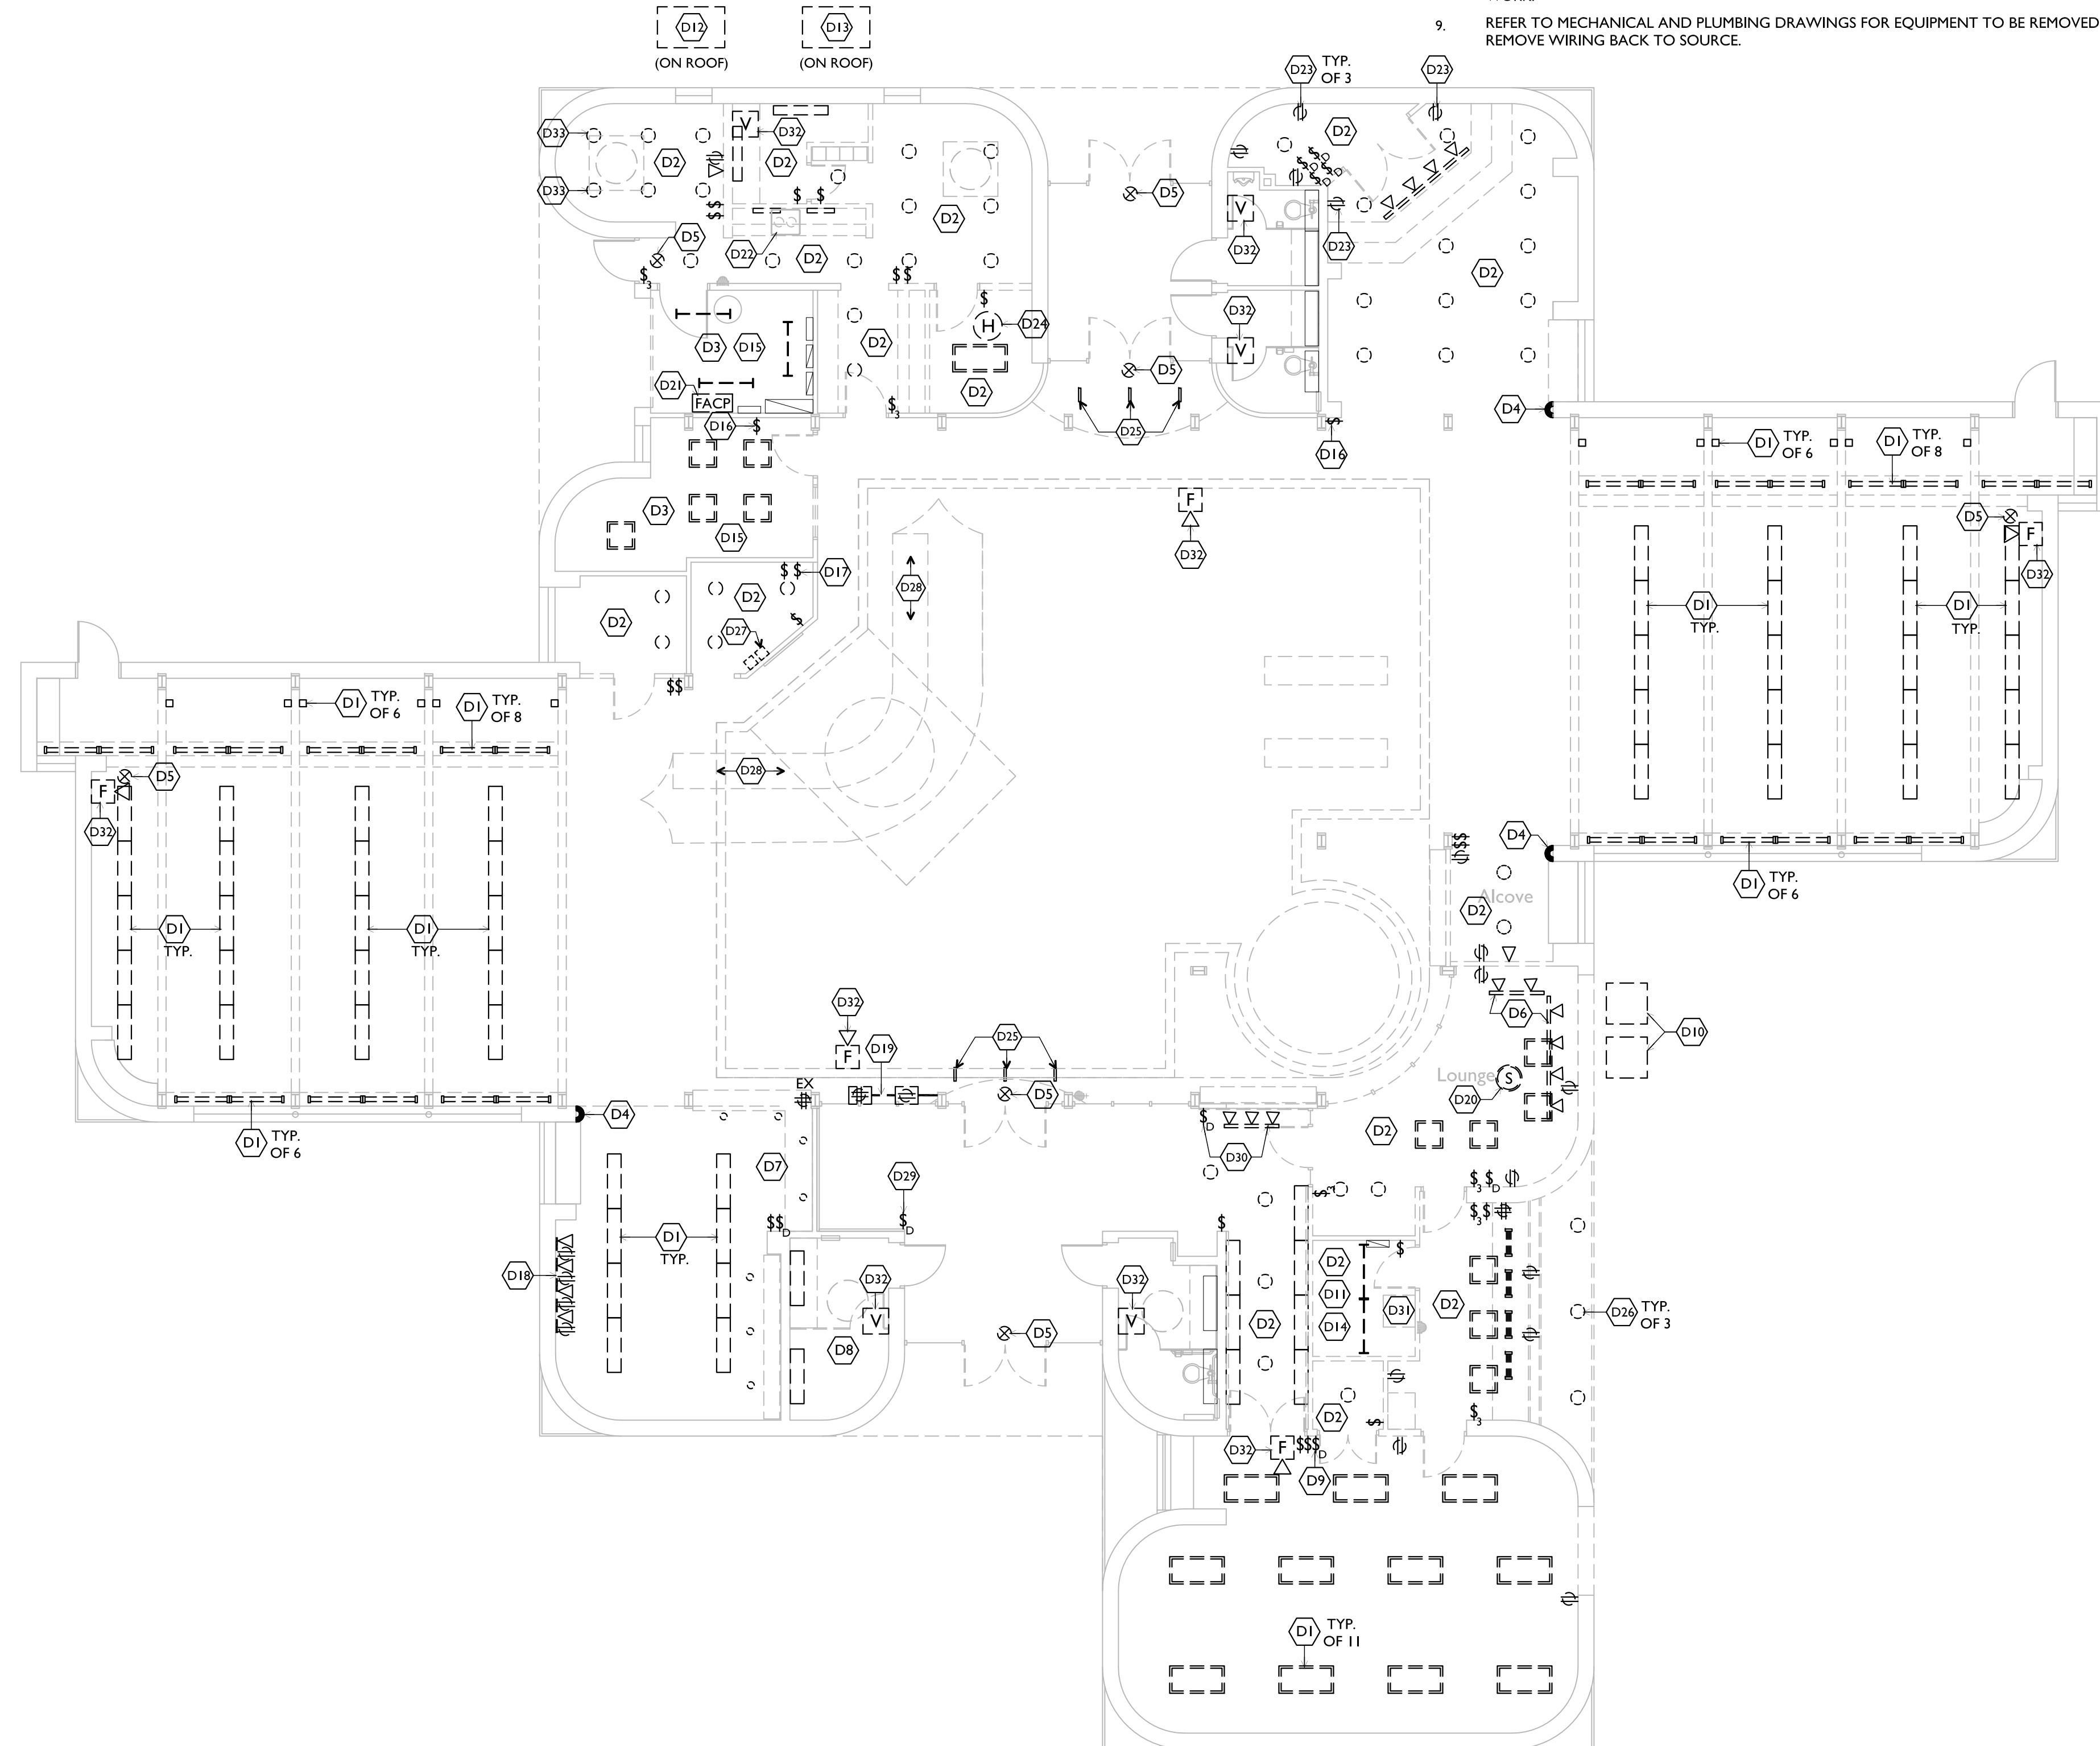 WORK.
9. REFER TO MECHANICAL AND PLUMBING DRAWINGS FOR EQUIPMENT TO BE REMOVED
REMOVE WIRING BACK TO SOURCE.
D12 D13
(ON ROOF) (ON ROOF)
D23 TYP. D23
OF 3
D33 V D32 D2
D2 D2
D33 $ $ D5
$$ D2 V
D5 D32 D23
D22 D2
$3 $$ D2
$ D32
H D24
D3 D15 D2 V
D5
D21 D2
FACP $3 D4
D16 $ D25 $
D16
D1 TYP. D1 TYP.
OF 6 OF 8
F
D3 D5 F
D15 D32
D32
$ $ D17
D28
D2 D2 D1 D1
TYP. TYP.
D27 $
$$
D1 TYP. D1 TYP.
OF 6 OF 8
D28
F D5
D32 D4 $$
D1 TYP.
OF 6
Alcove
D2
D1 D1
TYP. TYP.
D32 D6
D10
D19 D25
F
Lounge S
EX D5 D20
D4
$D D2
D1 TYP.
OF 6
D30
D7 D29
$3 $3 $D
$$D $D $ $3 $
D1
TYP.
D18 D32 D32 D2 $
D11 D31 D2 D26 TYP.
OF 3
V V D5 D2 D14
D8
D2 $ $3
D32 F $$$D
D9
D1 TYP.
OF 11